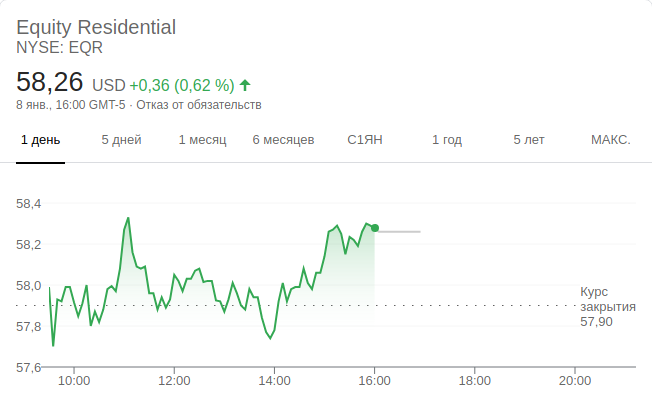 Equity Residential
NYSE: EQR
58,26 USD +0,36 (0,62 %)
8 янв., 16:00 GMT-5 · Отказ от обязательств
1 день 5 дней 1 месяц 6 месяцев С1ЯН 1 год 5 лет МАКС.
58,4
58,2
58,0
57,8
57,6
Курс
закрытия
57,90
10:00 12:00 14:00 16:00 18:00 20:00